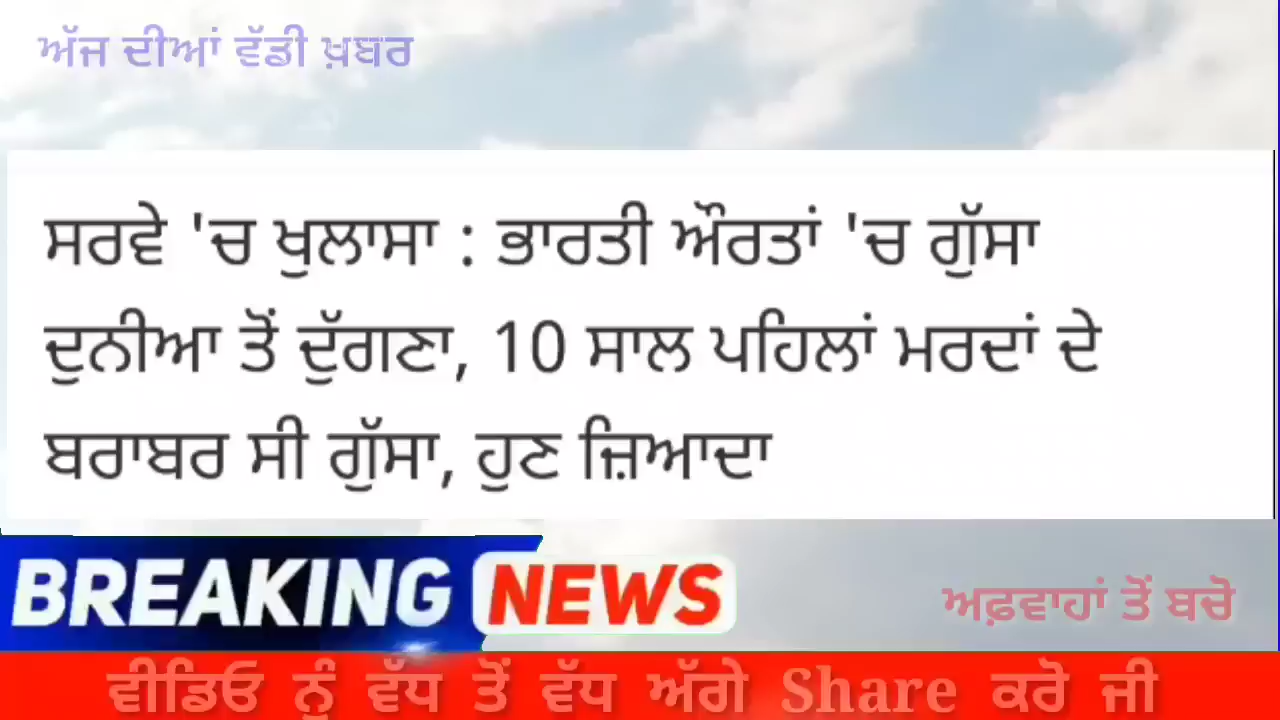 ਅੱਜ ਦੀਆਂ ਵੱਡੀ ਖ਼ਬਰ
ਸਰਵੇ 'ਚ ਖੁਲਾਸਾ : ਭਾਰਤੀ ਔਰਤਾਂ 'ਚ ਗੁੱਸਾ
ਦੁਨੀਆ ਤੋਂ ਦੁੱਗਣਾ, 10 ਸਾਲ ਪਹਿਲਾਂ ਮਰਦਾਂ ਦੇ
ਬਰਾਬਰ ਸੀ ਗੁੱਸਾ, ਹੁਣ ਜ਼ਿਆਦਾ
BREAKING NEWS
ਅਫ਼ਵਾਹਾਂ ਤੋਂ ਬਚੋ
ਵੀਡਿਓ ਨੂੰ ਵੱਧ ਤੋਂ ਵੱਧ ਅੱਗੇ Share ਕਰੋ ਜੀ